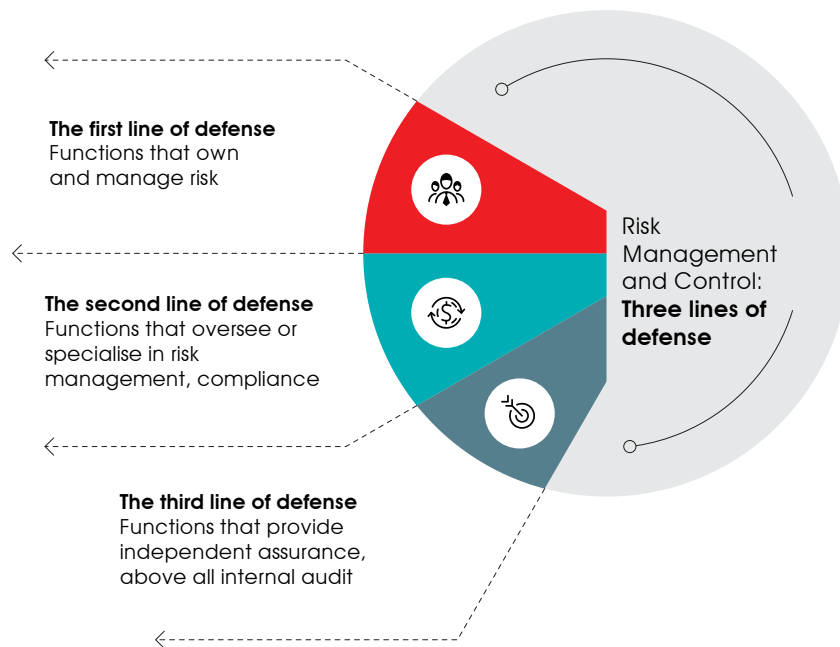 The first line of defense
Functions that own
and manage risk
The second line of defense
Functions that oversee or
specialise in risk
management, compliance
The third line of defense
Functions that provide
independent assurance,
above all internal audit
Risk
Management
and Control:
Three lines of
defense